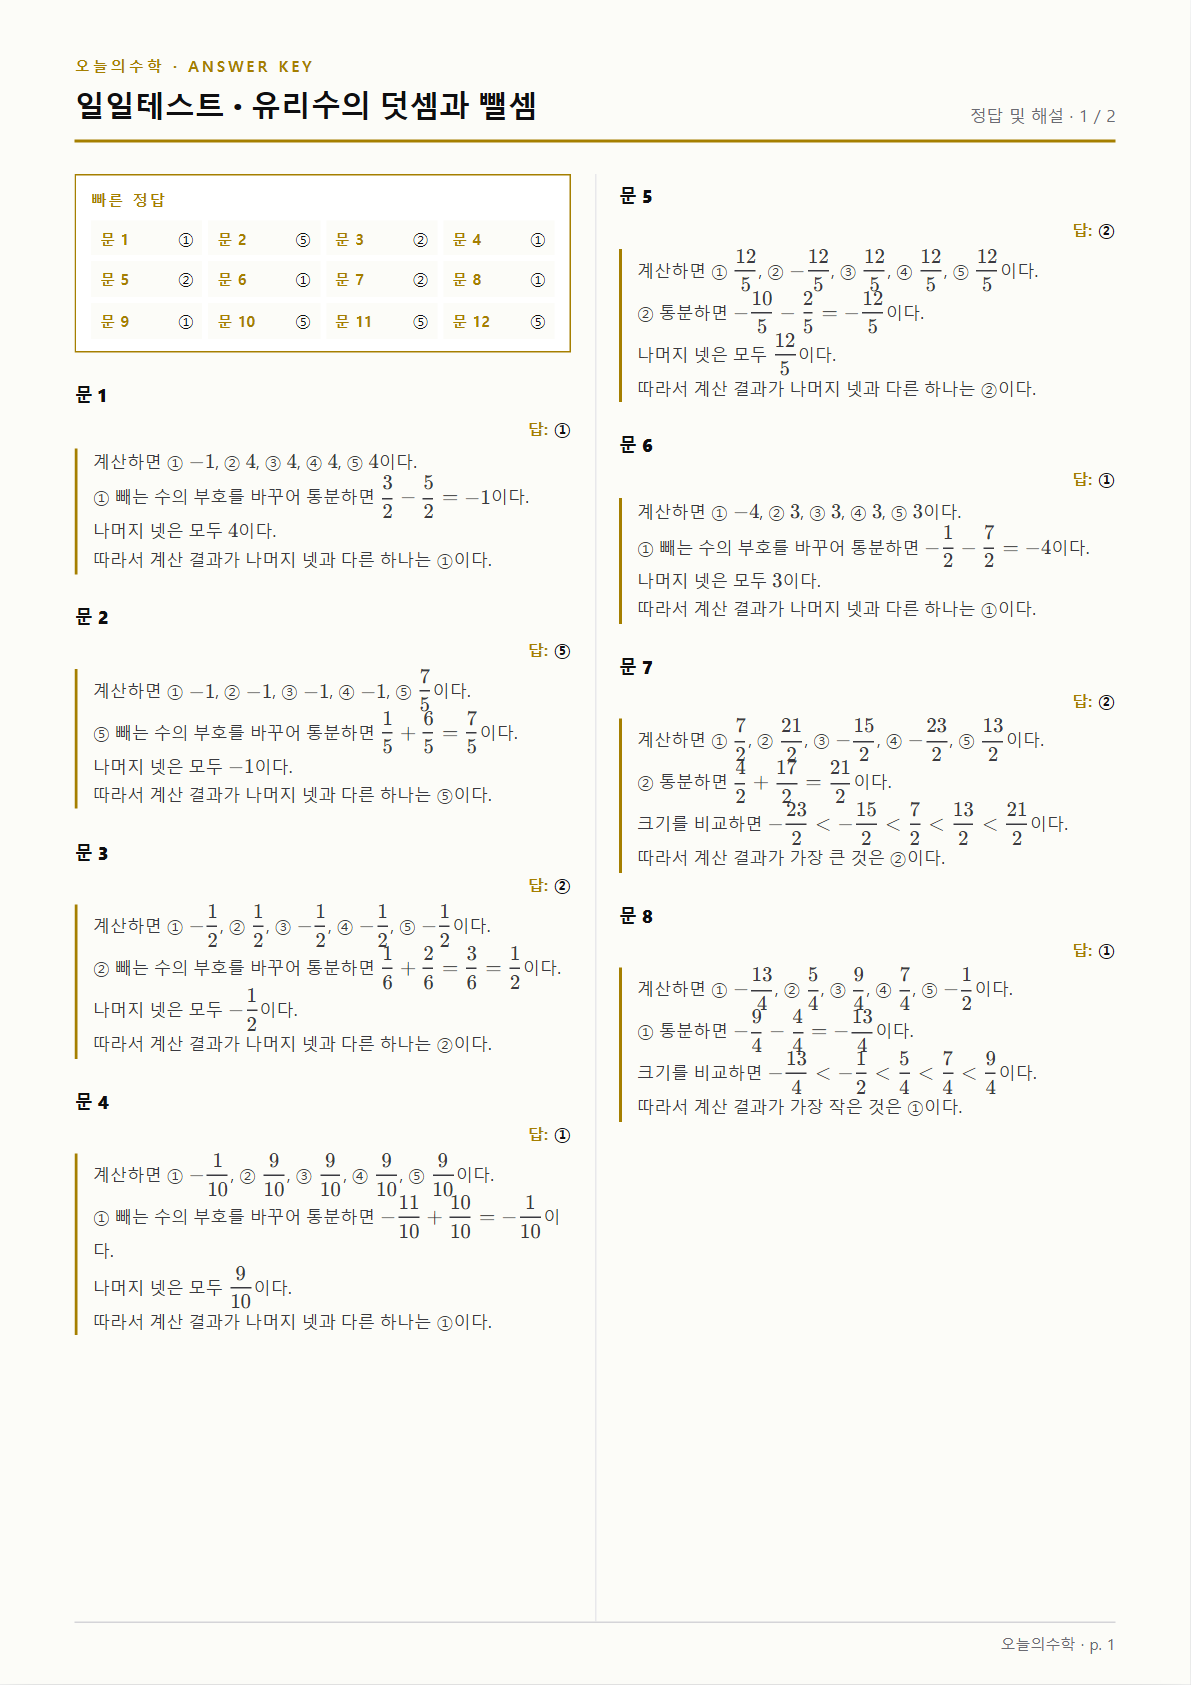 오늘의수학 · ANSWER KEY
일일테스트 · 유리수의 덧셈과 뺄셈
정답 및 해설 · 1 / 2
빠른 정답
문 1 ① 문 2 ⑤ 문 3 ② 문 4 ①
문 5 ② 문 6 ① 문 7 ② 문 8 ①
문 9 ① 문 10 ⑤ 문 11 ⑤ 문 12 ⑤
문 1
답: ①
계산하면 ① −1, ② 4, ③ 4, ④ 4, ⑤ 4이다.
① 빼는 수의 부호를 바꾸어 통분하면 3/2 − 5/2 = −1이다.
나머지 넷은 모두 4이다.
따라서 계산 결과가 나머지 넷과 다른 하나는 ①이다.
문 2
답: ⑤
계산하면 ① −1, ② −1, ③ −1, ④ −1, ⑤ 7/5이다.
⑤ 빼는 수의 부호를 바꾸어 통분하면 1/5 + 6/5 = 7/5이다.
나머지 넷은 모두 −1이다.
따라서 계산 결과가 나머지 넷과 다른 하나는 ⑤이다.
문 3
답: ②
계산하면 ① −1/2, ② 1/2, ③ −1/2, ④ −1/2, ⑤ −1/2이다.
② 빼는 수의 부호를 바꾸어 통분하면 1/6 + 2/6 = 3/6 = 1/2이다.
나머지 넷은 모두 −1/2이다.
따라서 계산 결과가 나머지 넷과 다른 하나는 ②이다.
문 4
답: ①
계산하면 ① −1/10, ② 9/10, ③ 9/10, ④ 9/10, ⑤ 9/10이다.
① 빼는 수의 부호를 바꾸어 통분하면 −11/10 + 10/10 = −1/10이
다.
나머지 넷은 모두 9/10이다.
따라서 계산 결과가 나머지 넷과 다른 하나는 ①이다.
문 5
답: ②
계산하면 ① 12/5, ② −12/5, ③ 12/5, ④ 12/5, ⑤ 12/5이다.
② 통분하면 −10/5 − 2/5 = −12/5이다.
나머지 넷은 모두 12/5이다.
따라서 계산 결과가 나머지 넷과 다른 하나는 ②이다.
문 6
답: ①
계산하면 ① −4, ② 3, ③ 3, ④ 3, ⑤ 3이다.
① 빼는 수의 부호를 바꾸어 통분하면 −1/2 − 7/2 = −4이다.
나머지 넷은 모두 3이다.
따라서 계산 결과가 나머지 넷과 다른 하나는 ①이다.
문 7
답: ②
계산하면 ① 7/2, ② 21/2, ③ −15/2, ④ −23/2, ⑤ 13/2이다.
② 통분하면 4/2 + 17/2 = 21/2이다.
크기를 비교하면 −23/2 < −15/2 < 7/2 < 13/2 < 21/2이다.
따라서 계산 결과가 가장 큰 것은 ②이다.
문 8
답: ①
계산하면 ① −13/4, ② 5/4, ③ 9/4, ④ 7/4, ⑤ −1/2이다.
① 통분하면 −9/4 − 4/4 = −13/4이다.
크기를 비교하면 −13/4 < −1/2 < 5/4 < 7/4 < 9/4이다.
따라서 계산 결과가 가장 작은 것은 ①이다.
오늘의수학 · p. 1